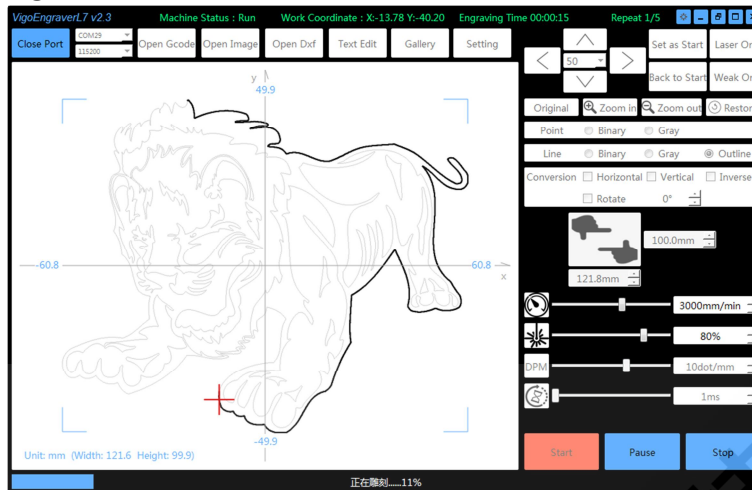 VigoEngraverL7 v2.3 Machine Status : Run Work Coordinate : X:-13.78 Y:-40.20 Engraving Time 00:00:15 Repeat 1/5
Close Port COM29 115200 Open Gcode Open Image Open Dxf Text Edit Gallery Setting
50 Set as Start Laser On
Back to Start Weak On
Original Zoom in Zoom out Restor
Point Binary Gray
Line Binary Gray Outline
Conversion Horizontal Vertical Inverse
Rotate 0°
100.0mm
121.8mm
3000mm/min
80%
DPM 10dot/mm
1ms
y
49.9
-60.8 60.8
x
-49.9
Unit: mm (Width: 121.6 Height: 99.9)
Start Pause Stop
正在雕刻......11%